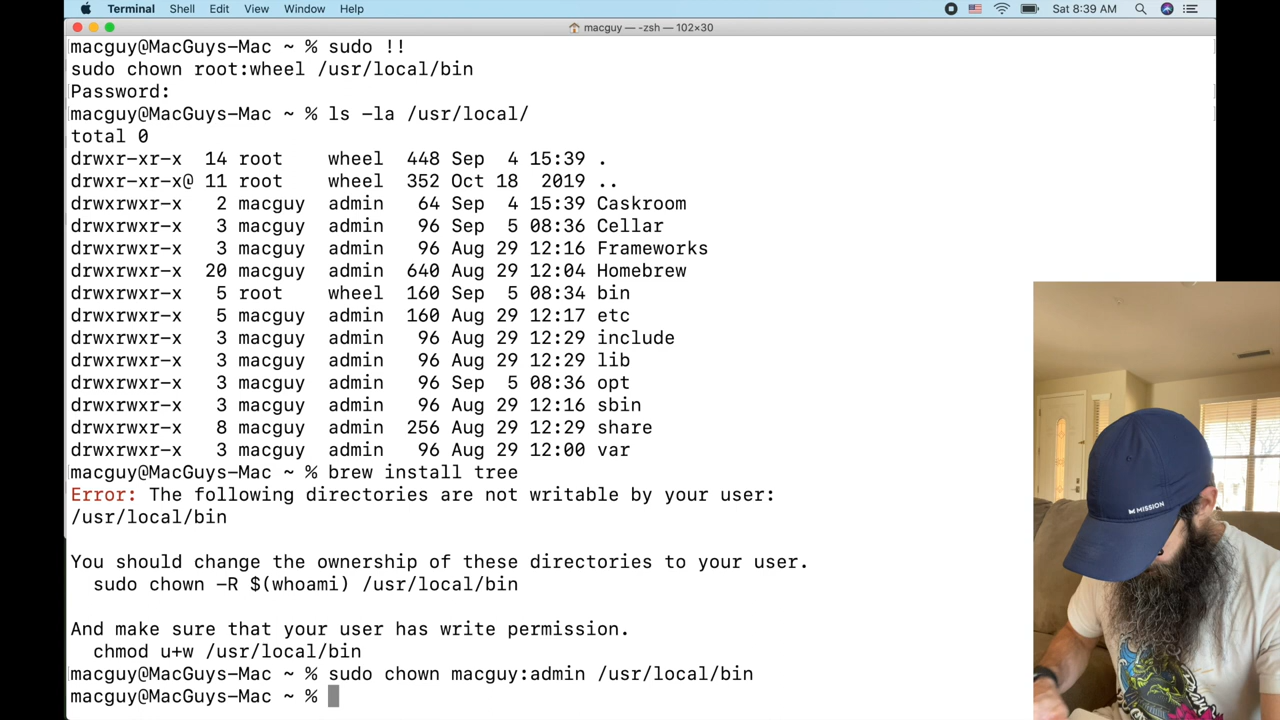 Terminal Shell Edit View Window Help Sat 8:39 AM
macguy — -zsh — 102×30
macguy@MacGuys-Mac ~ % sudo !!
sudo chown root:wheel /usr/local/bin
Password:
macguy@MacGuys-Mac ~ % ls -la /usr/local/
total 0
drwxr-xr-x 14 root wheel 448 Sep 4 15:39 .
drwxr-xr-x@ 11 root wheel 352 Oct 18 2019 ..
drwxrwxr-x 2 macguy admin 64 Sep 4 15:39 Caskroom
drwxrwxr-x 3 macguy admin 96 Sep 5 08:36 Cellar
drwxrwxr-x 3 macguy admin 96 Aug 29 12:16 Frameworks
drwxrwxr-x 20 macguy admin 640 Aug 29 12:04 Homebrew
drwxrwxr-x 5 root wheel 160 Sep 5 08:34 bin
drwxrwxr-x 5 macguy admin 160 Aug 29 12:17 etc
drwxrwxr-x 3 macguy admin 96 Aug 29 12:29 include
drwxrwxr-x 3 macguy admin 96 Aug 29 12:29 lib
drwxrwxr-x 3 macguy admin 96 Sep 5 08:36 opt
drwxrwxr-x 3 macguy admin 96 Aug 29 12:16 sbin
drwxrwxr-x 8 macguy admin 256 Aug 29 12:29 share
drwxrwxr-x 3 macguy admin 96 Aug 29 12:00 var
macguy@MacGuys-Mac ~ % brew install tree
Error: The following directories are not writable by your user:
/usr/local/bin
You should change the ownership of these directories to your user.
sudo chown -R $(whoami) /usr/local/bin
And make sure that your user has write permission.
chmod u+w /usr/local/bin
macguy@MacGuys-Mac ~ % sudo chown macguy:admin /usr/local/bin
macguy@MacGuys-Mac ~ %
MISSION